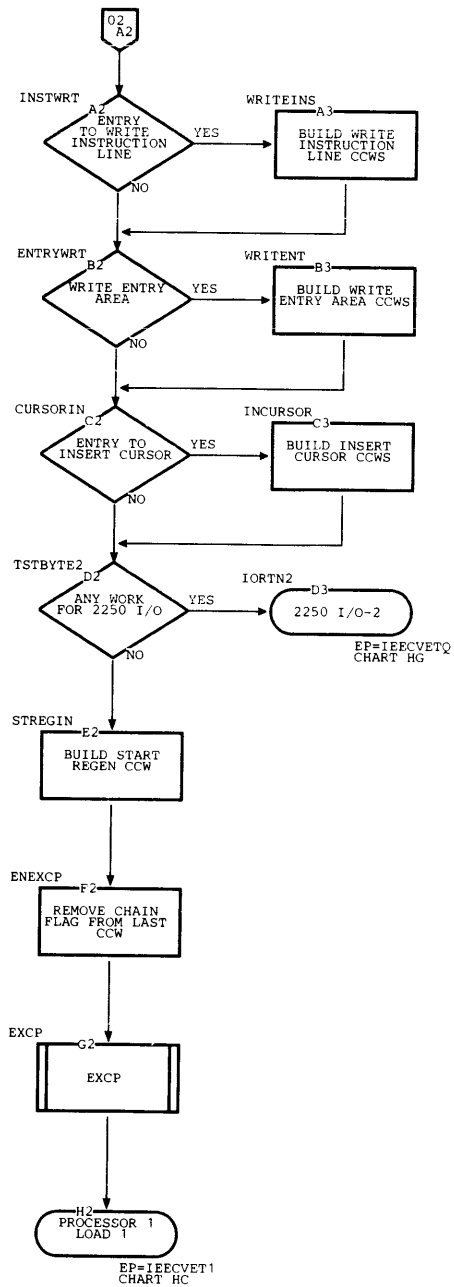 02
A2
INSTWRT
A2
ENTRY
TO WRITE
INSTRUCTION
LINE
YES
NO
WRITEINS
A3
BUILD WRITE
INSTRUCTION
LINE CCWS
ENTRYWRT
B2
WRITE ENTRY
AREA
YES
NO
WRITENT
B3
BUILD WRITE
ENTRY AREA CCWS
CURSORIN
C2
ENTRY TO
INSERT CURSOR
YES
NO
INCURSOR
C3
BUILD INSERT
CURSOR CCWS
TSTBYTE2
D2
ANY WORK
FOR 2250 I/O
YES
NO
IORTN2
D3
2250 I/O-2
EP=IEECVETQ
CHART HG
STREGIN
E2
BUILD START
REGEN CCW
ENEXCP
F2
REMOVE CHAIN
FLAG FROM LAST
CCW
EXCP
G2
EXCP
H2
PROCESSOR 1
LOAD 1
EP=IEECVET1
CHART HC